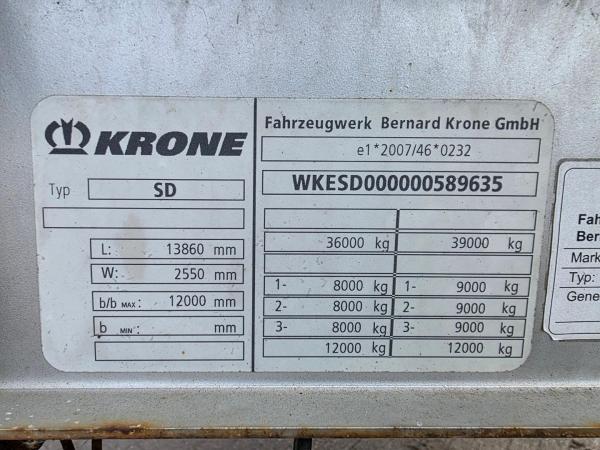 KRONE
Typ SD
L: 13860 mm
W: 2550 mm
b/b MAX: 12000 mm
b MIN: mm
Fahrzeugwerk Bernard Krone GmbH
e1*2007/46*0232
WKESD000000589635
36000 kg 39000 kg
1- 8000 kg 1- 9000 kg
2- 8000 kg 2- 9000 kg
3- 8000 kg 3- 9000 kg
12000 kg 12000 kg
Fah
Ber
Mark
Typ:
Gene